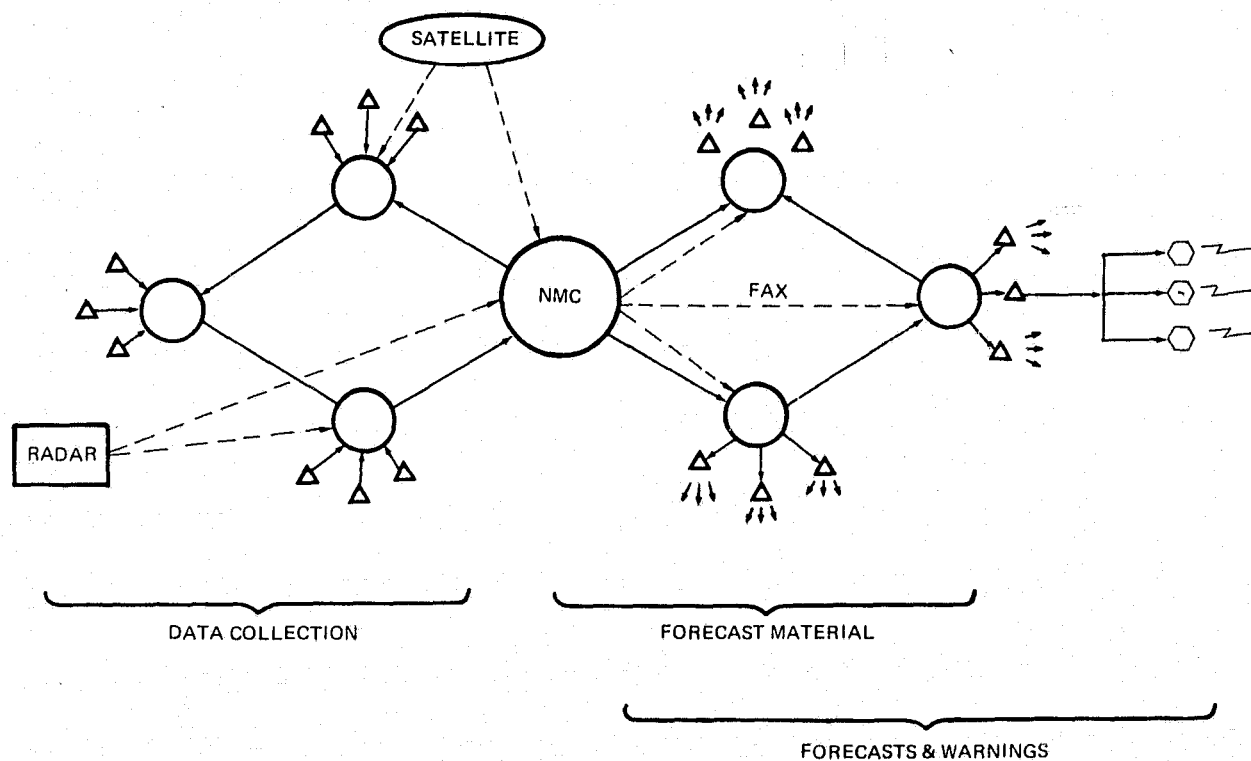 SATELLITE
NMC
FAX
RADAR
DATA COLLECTION
FORECAST MATERIAL
FORECASTS & WARNINGS